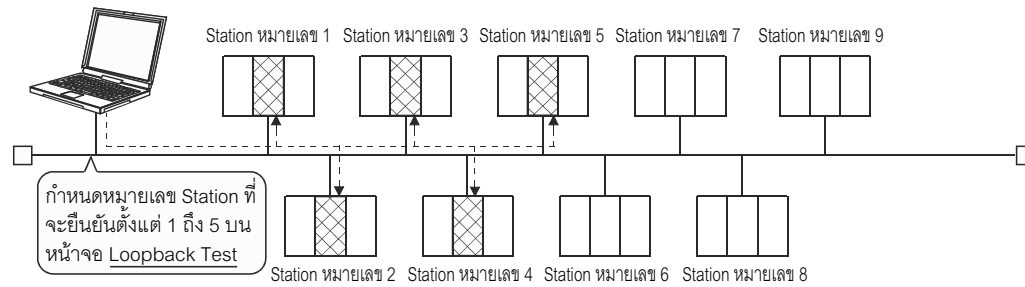 Station หมายเลข 1 Station หมายเลข 3 Station หมายเลข 5 Station หมายเลข 7 Station หมายเลข 9
กำหนดหมายเลข Station ที่
จะยืนยันตั้งแต่ 1 ถึง 5 บน
หน้าจอ Loopback Test
Station หมายเลข 2 Station หมายเลข 4 Station หมายเลข 6 Station หมายเลข 8